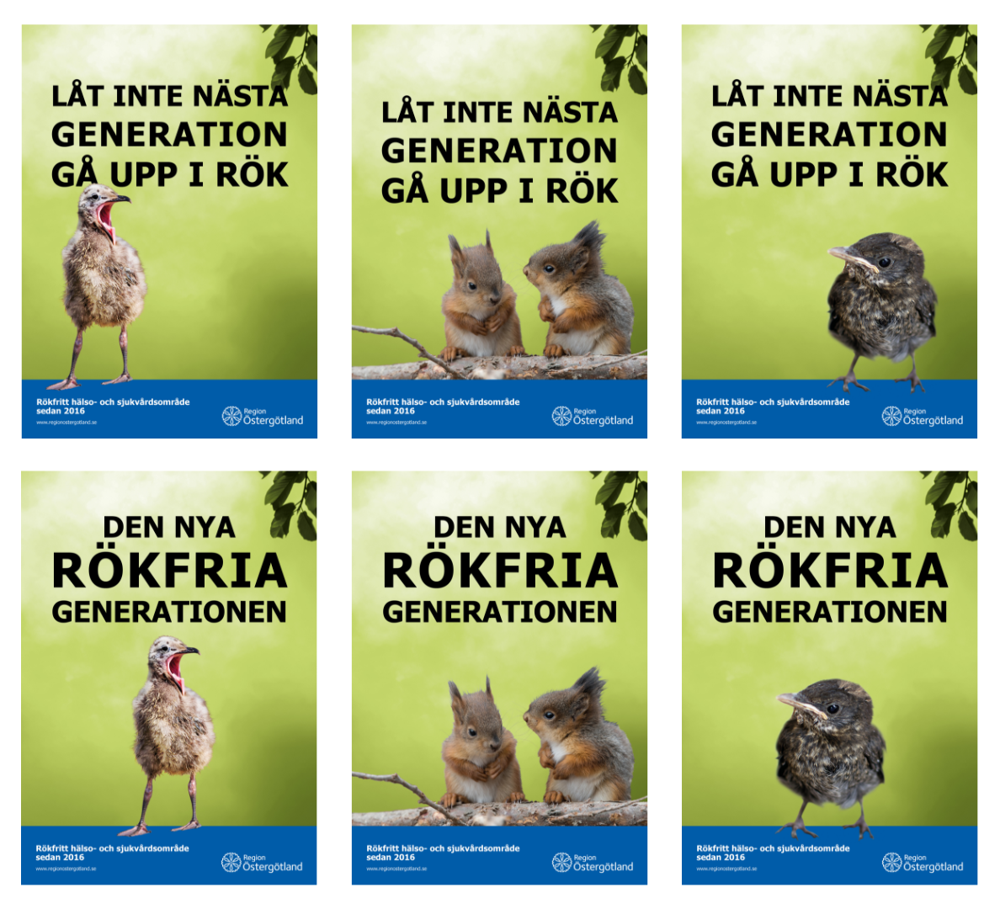 LÅT INTE NÄSTA
GENERATION
GÅ UPP I RÖK
Rökfritt hälso- och sjukvårdsområde
sedan 2016
www.regionostergotland.se
Region
Östergötland
LÅT INTE NÄSTA
GENERATION
GÅ UPP I RÖK
Rökfritt hälso- och sjukvårdsområde
sedan 2016
www.regionostergotland.se
Region
Östergötland
LÅT INTE NÄSTA
GENERATION
GÅ UPP I RÖK
Rökfritt hälso- och sjukvårdsområde
sedan 2016
www.regionostergotland.se
Region
Östergötland
DEN NYA
RÖKFRIA
GENERATIONEN
Rökfritt hälso- och sjukvårdsområde
sedan 2016
www.regionostergotland.se
Region
Östergötland
DEN NYA
RÖKFRIA
GENERATIONEN
Rökfritt hälso- och sjukvårdsområde
sedan 2016
www.regionostergotland.se
Region
Östergötland
DEN NYA
RÖKFRIA
GENERATIONEN
Rökfritt hälso- och sjukvårdsområde
sedan 2016
www.regionostergotland.se
Region
Östergötland